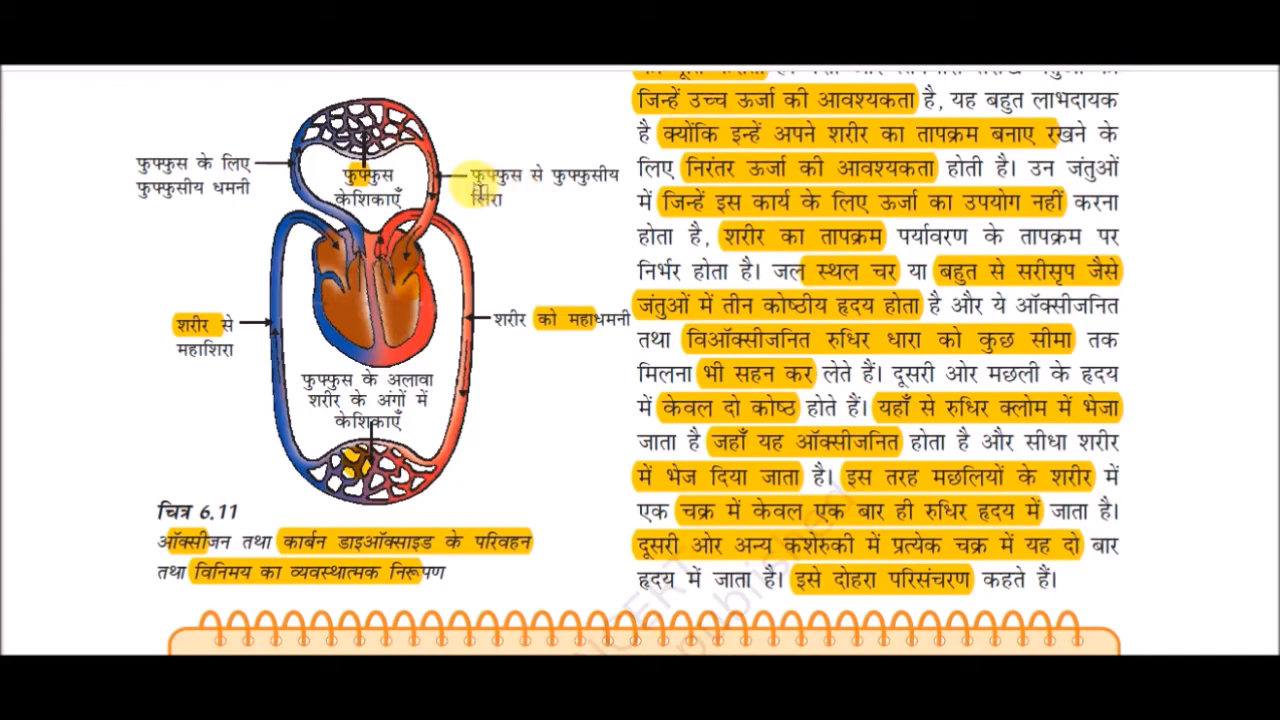 फुफ्फुस के लिए
फुफ्फुसीय धमनी
फुफ्फुस
केशिकाएँ
फुफ्फुस से फुफ्फुसीय
शिरा
शरीर से
महाशिरा
शरीर को महाधमनी
फुफ्फुस के अलावा
शरीर के अंगों में
केशिकाएँ
चित्र 6.11
ऑक्सीजन तथा कार्बन डाइऑक्साइड के परिवहन
तथा विनिमय का व्यवस्थात्मक निरूपण
जिन्हें उच्च ऊर्जा की आवश्यकता है, यह बहुत लाभदायक
है क्योंकि इन्हें अपने शरीर का तापक्रम बनाए रखने के
लिए निरंतर ऊर्जा की आवश्यकता होती है। उन जंतुओं
में जिन्हें इस कार्य के लिए ऊर्जा का उपयोग नहीं करना
होता है, शरीर का तापक्रम पर्यावरण के तापक्रम पर
निर्भर होता है। जल स्थल चर या बहुत से सरीसृप जैसे
जंतुओं में तीन कोष्ठीय हृदय होता है और ये ऑक्सीजनित
तथा विऑक्सीजनित रुधिर धारा को कुछ सीमा तक
मिलना भी सहन कर लेते हैं। दूसरी ओर मछली के हृदय
में केवल दो कोष्ठ होते हैं। यहाँ से रुधिर क्लोम में भेजा
जाता है जहाँ यह ऑक्सीजनित होता है और सीधा शरीर
में भेज दिया जाता है। इस तरह मछलियों के शरीर में
एक चक्र में केवल एक बार ही रुधिर हृदय में जाता है।
दूसरी ओर अन्य कशेरुकी में प्रत्येक चक्र में यह दो बार
हृदय में जाता है। इसे दोहरा परिसंचरण कहते हैं।